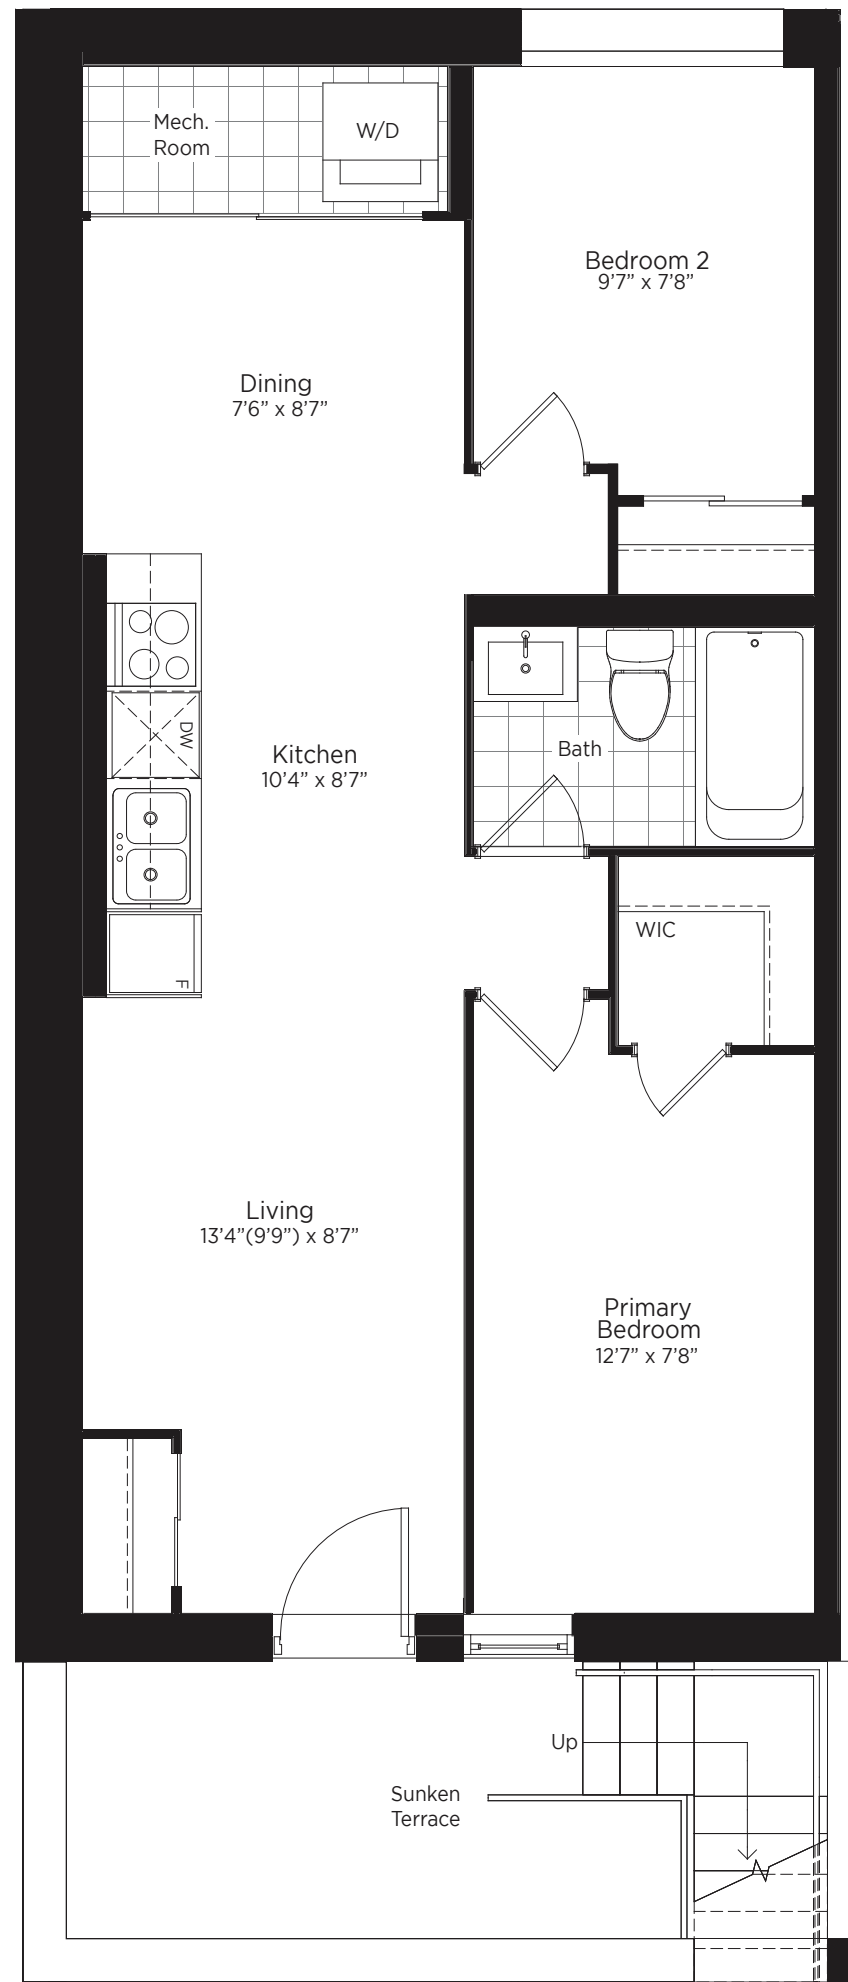 Mech.
Room
W/D
Bedroom 2
9’7” x 7’8”
Dining
7’6” x 8’7”
DW
Kitchen
10’4” x 8’7”
Bath
F
WIC
Living
13’4”(9’9”) x 8’7”
Primary
Bedroom
12’7” x 7’8”
Up
Sunken
Terrace